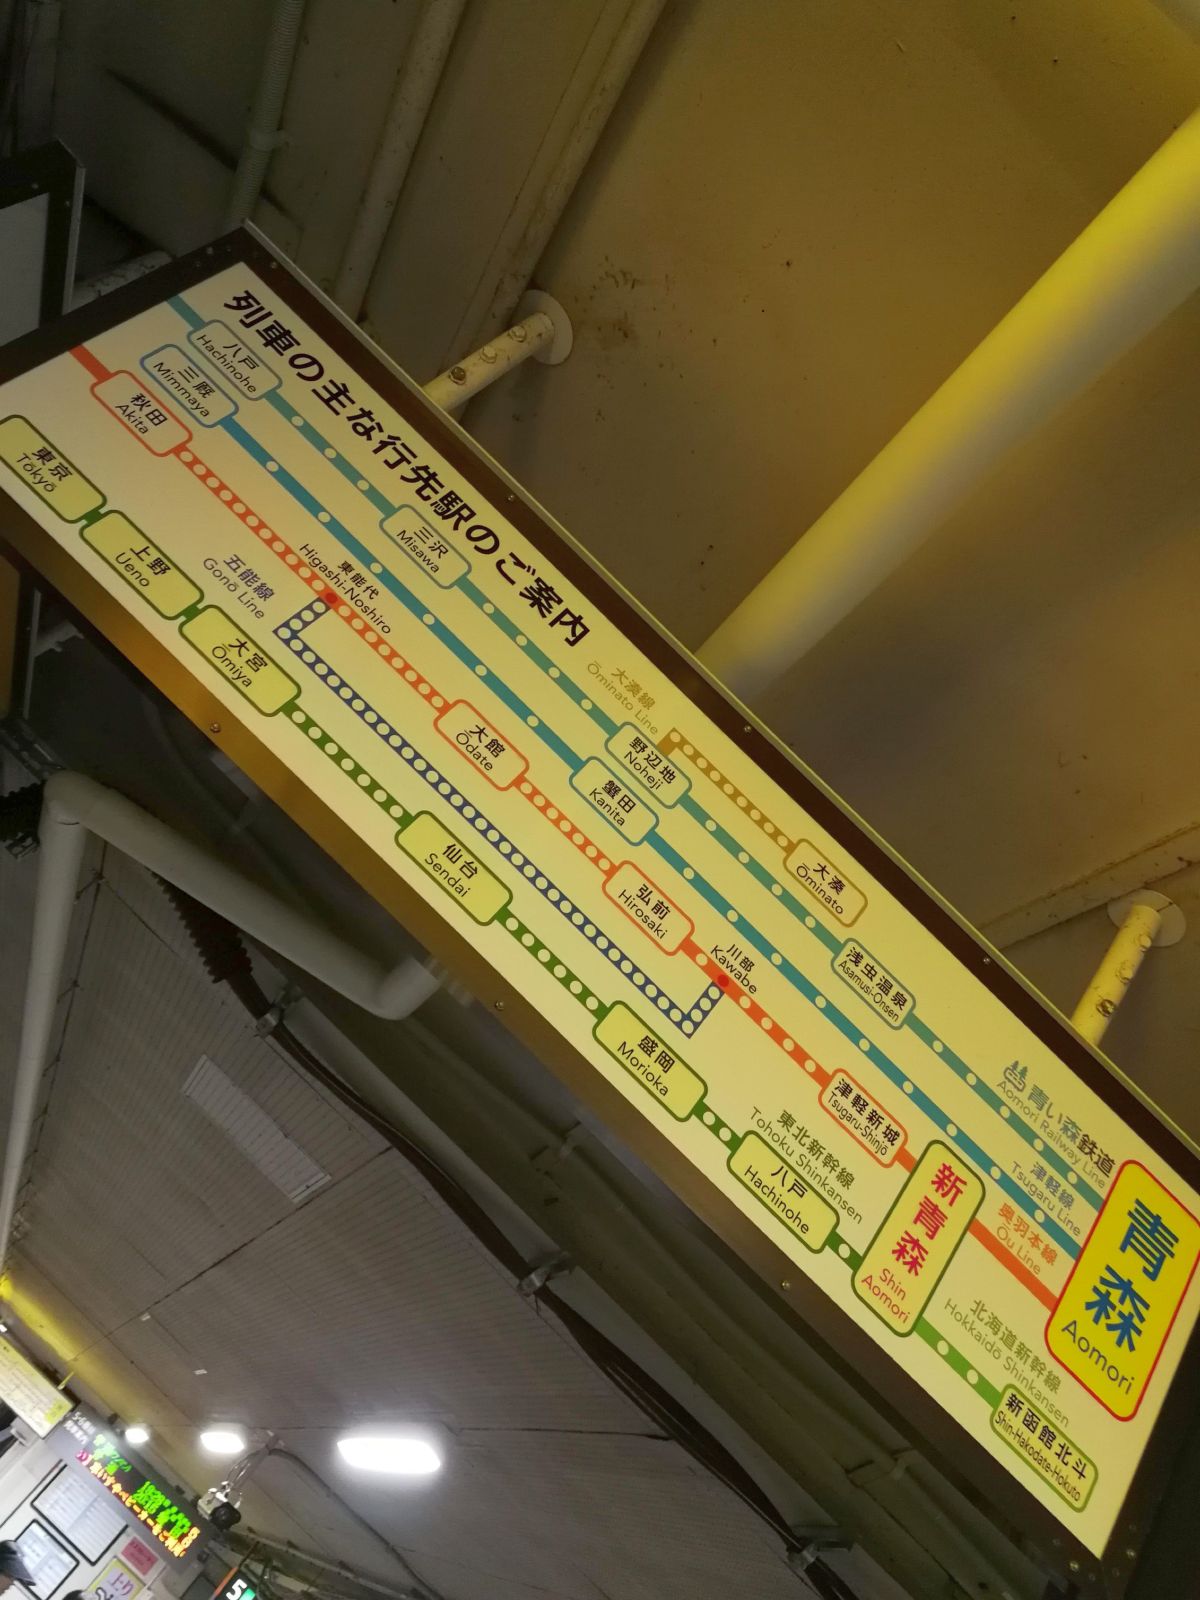 列車の主な行先駅のご案内
八戸
Hachinohe
三沢
Misawa
大湊線
Ōminato Line
野辺地
Noheji
大湊
Ōminato
浅虫温泉
Asamusi-Onsen
青い森鉄道
Aomori Railway Line
三厩
Mimmaya
蟹田
Kanita
津軽線
Tsugaru Line
秋田
Akita
東能代
Higashi-Noshiro
五能線
Gonō Line
大館
Ōdate
弘前
Hirosaki
川部
Kawabe
津軽新城
Tsugaru-Shinjō
奥羽本線
Ōu Line
青森
Aomori
東京
Tōkyō
上野
Ueno
大宮
Ōmiya
仙台
Sendai
盛岡
Morioka
東北新幹線
Tohoku Shinkansen
八戸
Hachinohe
新青森
Shin
Aomori
北海道新幹線
Hokkaidō Shinkansen
新函館北斗
Shin-Hakodate-Hokuto
5